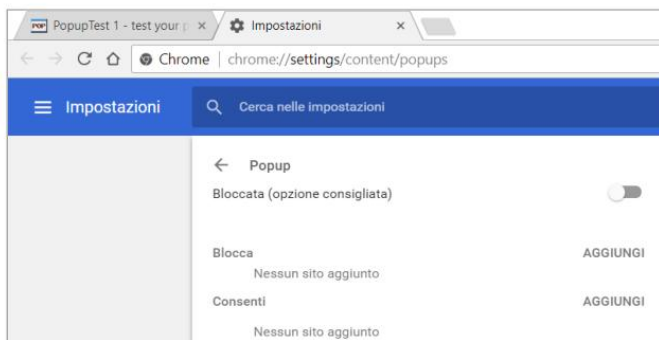 POP PopupTest 1 - test your p
Impostazioni
Chrome | chrome://settings/content/popups
Impostazioni
Cerca nelle impostazioni
Popup
Bloccata (opzione consigliata)
Blocca AGGIUNGI
Nessun sito aggiunto
Consenti AGGIUNGI
Nessun sito aggiunto